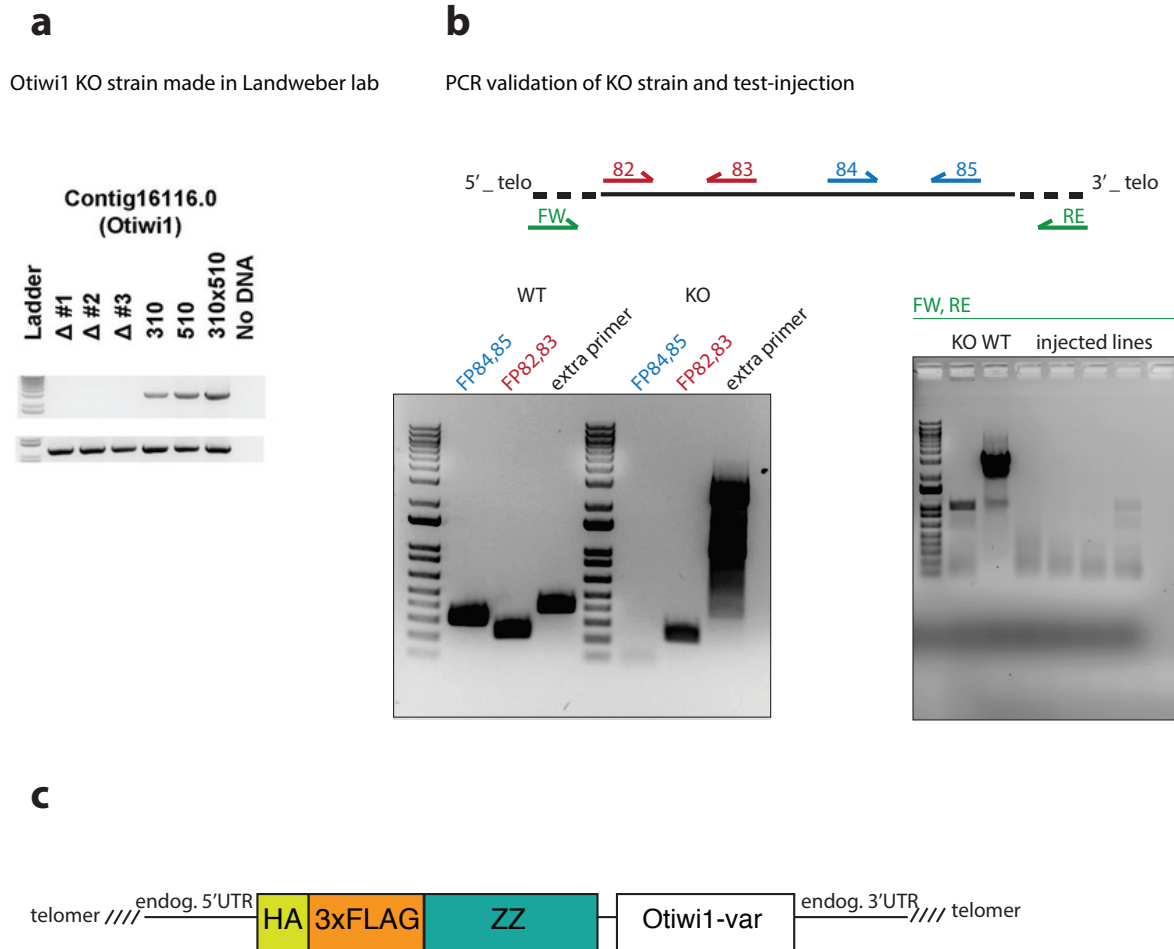 a
Otiwi1 KO strain made in Landweber lab
Contig16116.0
(Otiwi1)
Ladder
Δ #1
Δ #2
Δ #3
310
510
310x510
No DNA
b
PCR validation of KO strain and test-injection
82
83
84
85
5’_ telo
3’_ telo
FW
RE
WT
KO
FP84,85
FP82,83
extra primer
FP84,85
FP82,83
extra primer
FW, RE
KO WT injected lines
c
telomer
endog. 5’UTR
HA
3xFLAG
ZZ
Otiwi1-var
endog. 3’UTR
telomer